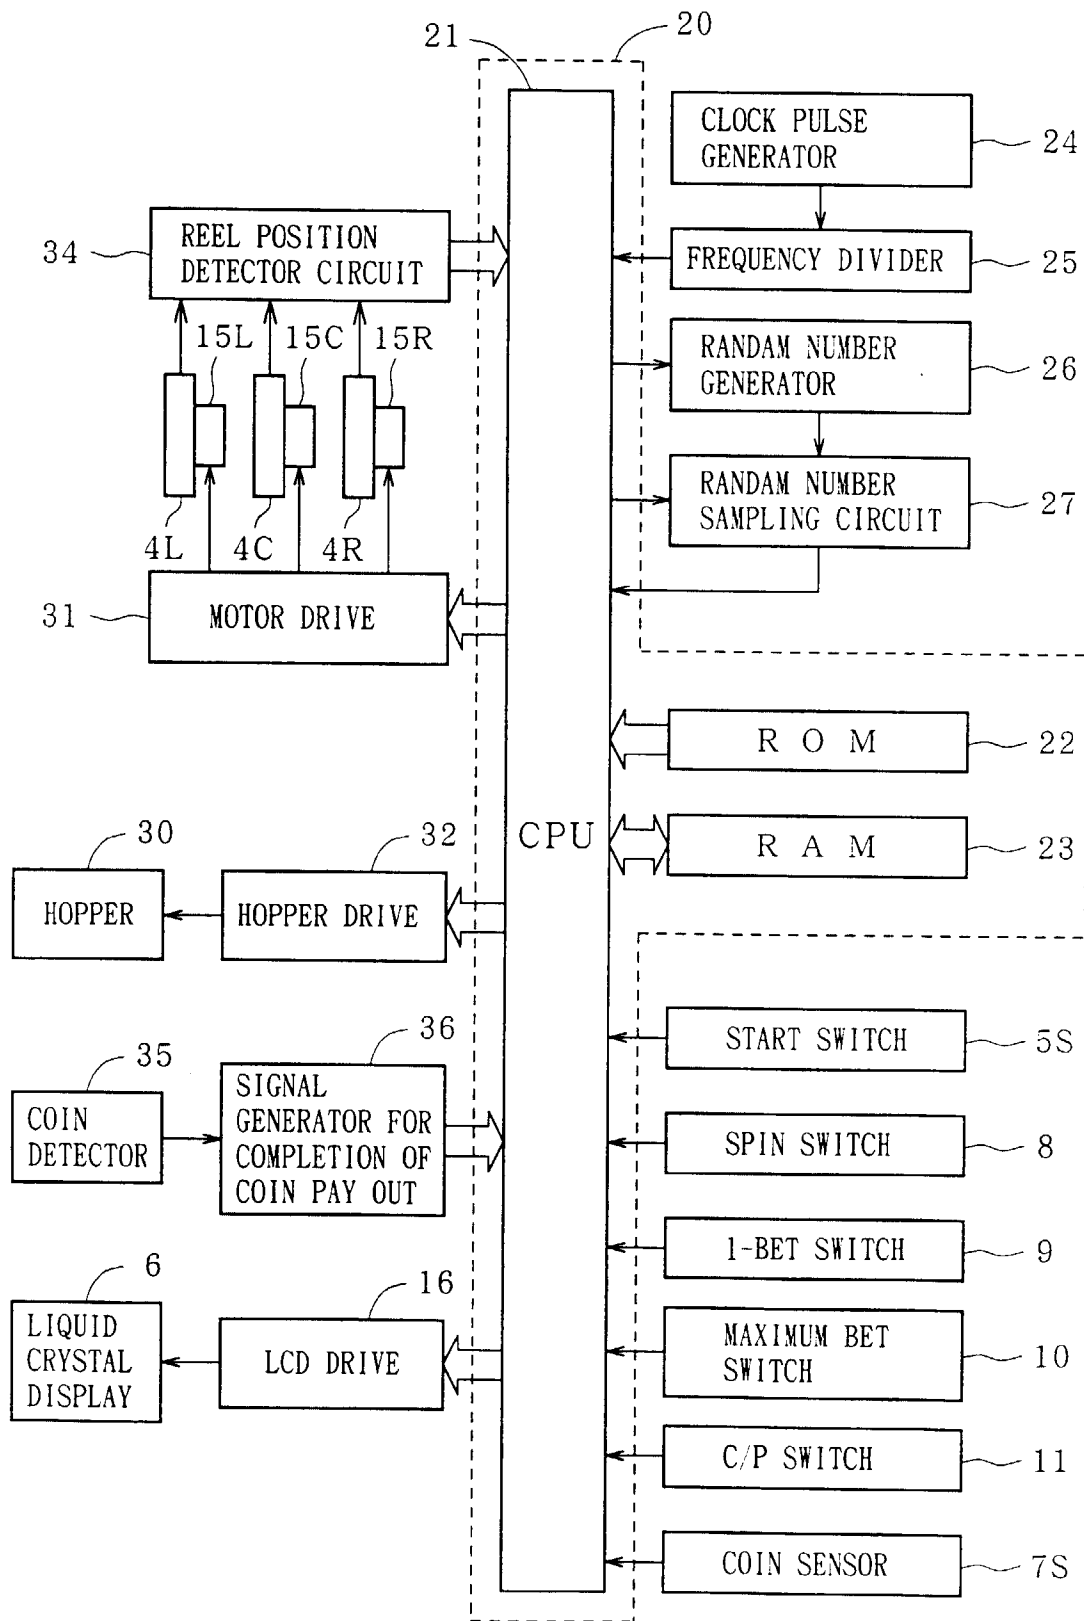 21
20
CLOCK PULSE
GENERATOR
24
REEL POSITION
DETECTOR CIRCUIT
34
FREQUENCY DIVIDER
25
15L
15C
15R
RANDAM NUMBER
GENERATOR
26
RANDAM NUMBER
SAMPLING CIRCUIT
27
4L
4C
4R
MOTOR DRIVE
31
ROM
22
CPU
RAM
23
30
32
HOPPER
HOPPER DRIVE
START SWITCH
5S
35
36
COIN
DETECTOR
SIGNAL
GENERATOR FOR
COMPLETION OF
COIN PAY OUT
SPIN SWITCH
8
1-BET SWITCH
9
6
16
LIQUID
CRYSTAL
DISPLAY
LCD DRIVE
MAXIMUM BET
SWITCH
10
C/P SWITCH
11
COIN SENSOR
7S